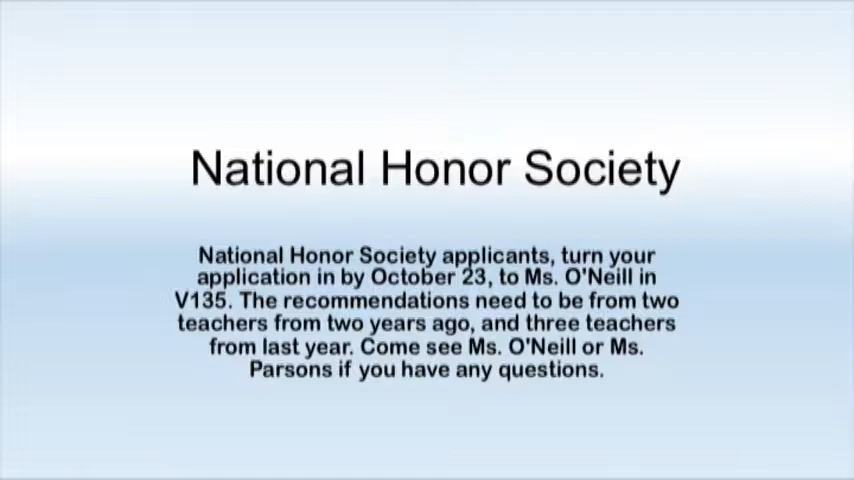 National Honor Society
National Honor Society applicants, turn your
application in by October 23, to Ms. O'Neill in
V135. The recommendations need to be from two
teachers from two years ago, and three teachers
from last year. Come see Ms. O'Neill or Ms.
Parsons if you have any questions.